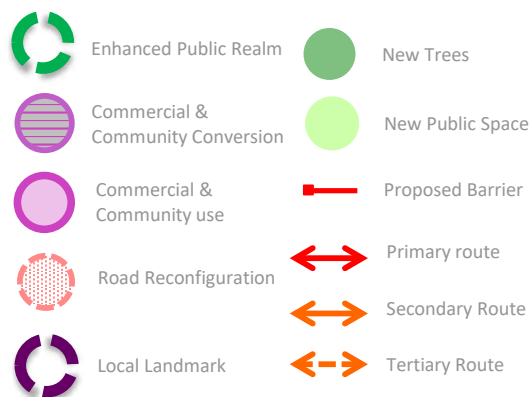 Enhanced Public Realm
Commercial &
Community Conversion
Commercial &
Community use
Road Reconfiguration
Local Landmark
New Trees
New Public Space
Proposed Barrier
Primary route
Secondary Route
Tertiary Route